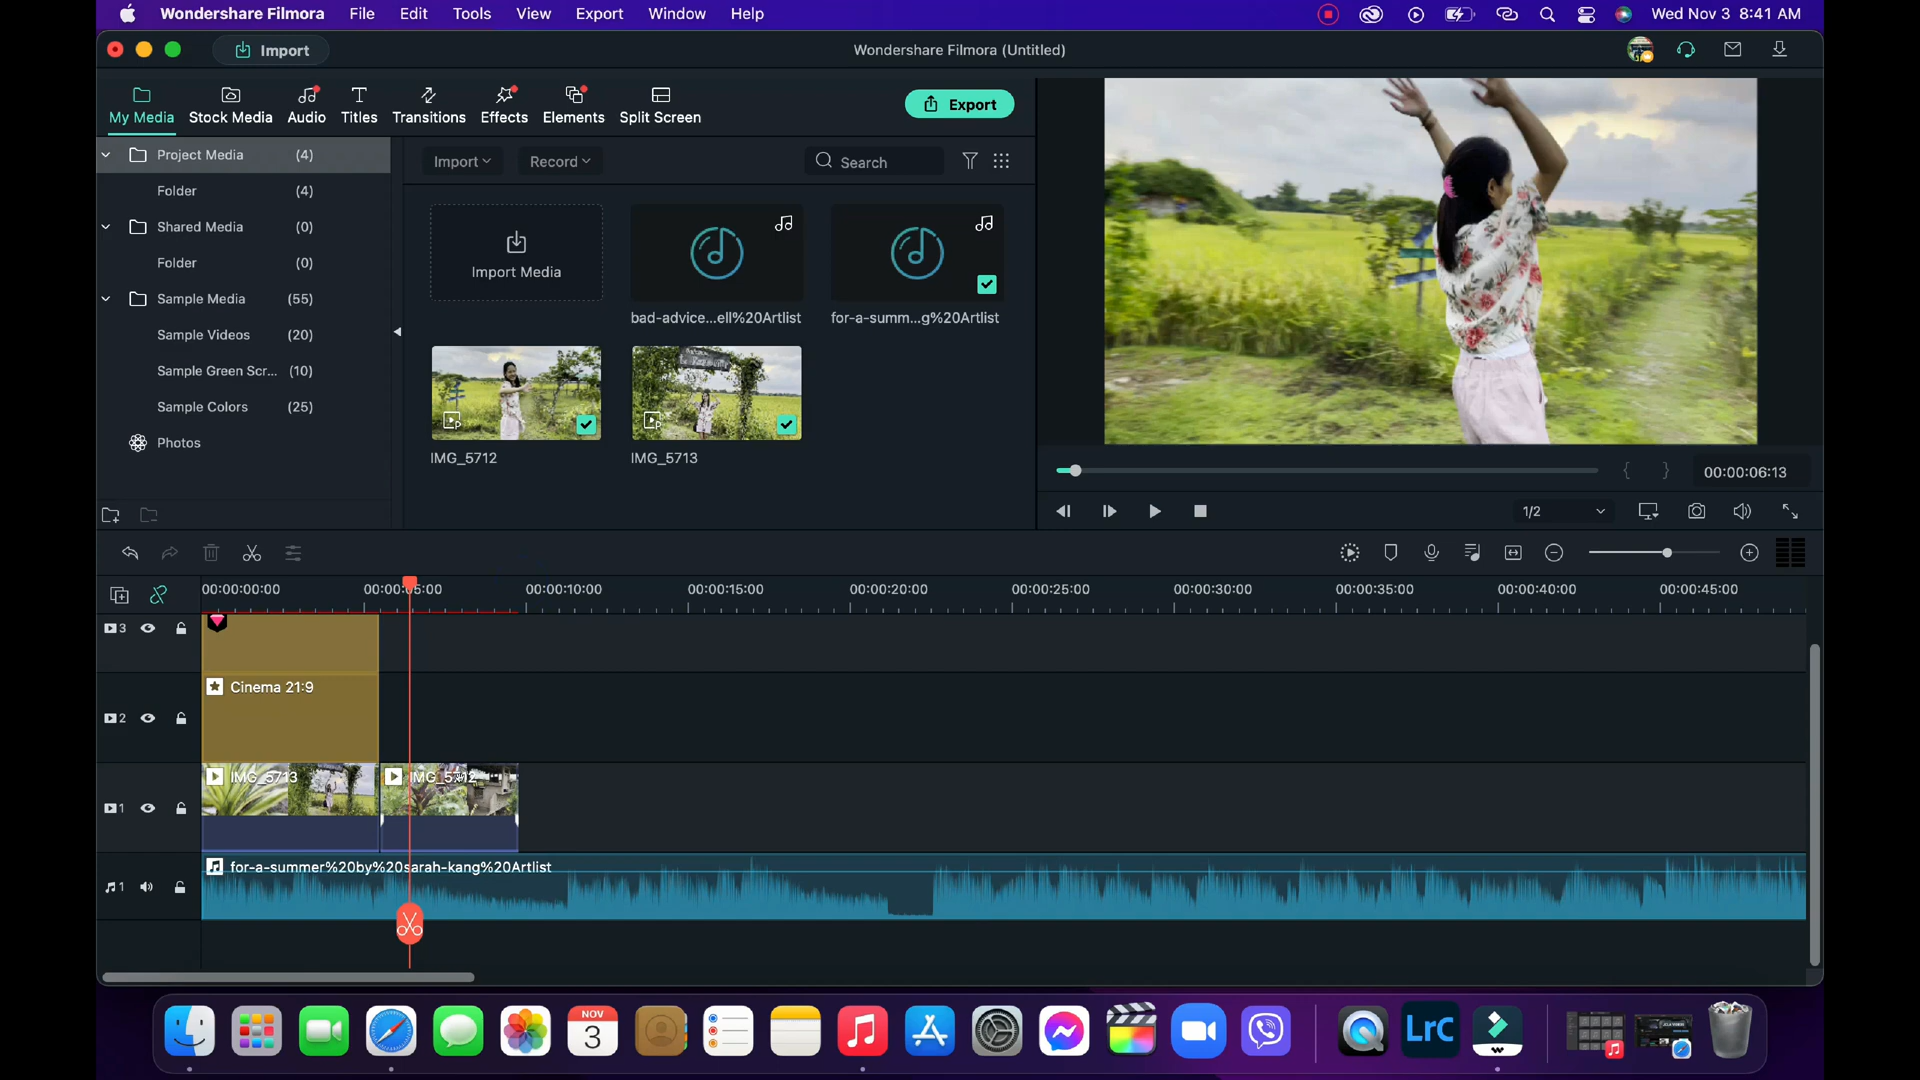 Wondershare Filmora File Edit Tools View Export Window Help
Wed Nov 3 8:41 AM
Import
Wondershare Filmora (Untitled)
My Media Stock Media Audio Titles Transitions Effects Elements Split Screen
Export
Project Media (4)
Folder (4)
Shared Media (0)
Folder (0)
Sample Media (55)
Sample Videos (20)
Sample Green Scr... (10)
Sample Colors (25)
Photos
Import Record
Search
Import Media
bad-advice...ell%20Artlist
for-a-summ...g%20Artlist
IMG_5712
IMG_5713
00:00:06:13
1/2
00:00:00:00
00:00:10:00
00:00:15:00
00:00:20:00
00:00:25:00
00:00:30:00
00:00:35:00
00:00:40:00
00:00:45:00
3
Cinema 21:9
2
IMG_5713
IMG_5712
1
for-a-summer%20by%20sarah-kang%20Artlist
1
NOV
3
LrC